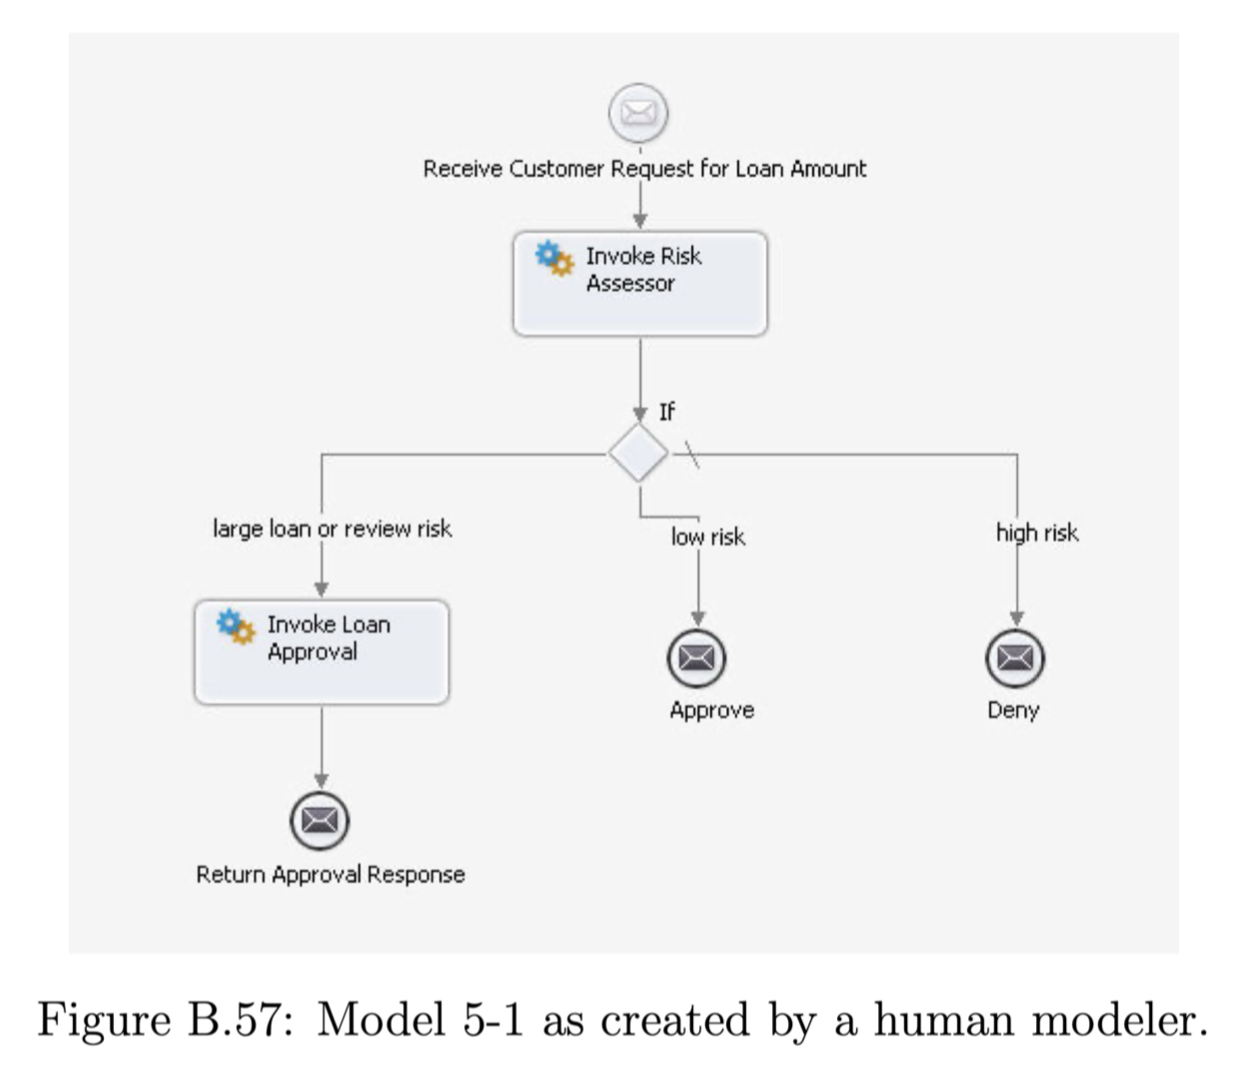 Receive Customer Request for Loan Amount
Invoke Risk
Assessor
If
large loan or review risk
low risk
high risk
Invoke Loan
Approval
Approve
Deny
Return Approval Response
Figure B.57: Model 5-1 as created by a human modeler.